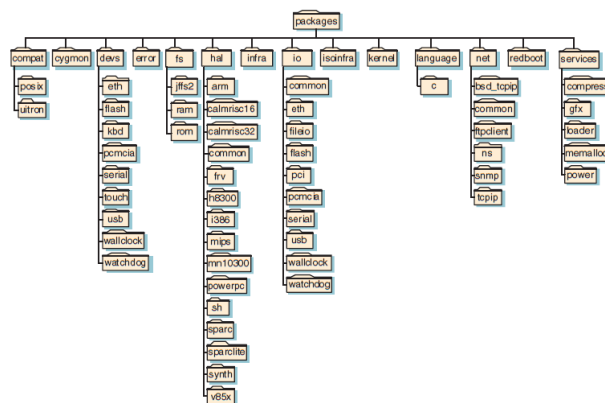 packages
compat
cygmon
devs
error
fs
hal
infra
io
isoinfra
kernel
language
net
redboot
services
posix
uitron
eth
flash
kbd
pcmcia
serial
touch
usb
wallclock
watchdog
jffs2
ram
rom
arm
calmrisc16
calmrisc32
common
frv
h8300
i386
mips
mn10300
powerpc
sh
sparc
sparclite
synth
v85x
common
eth
fileio
flash
pci
pcmcia
serial
usb
wallclock
watchdog
c
bsd_tcpip
common
ftpclient
ns
snmp
tcpip
compress
gfx
loader
memalloc
power